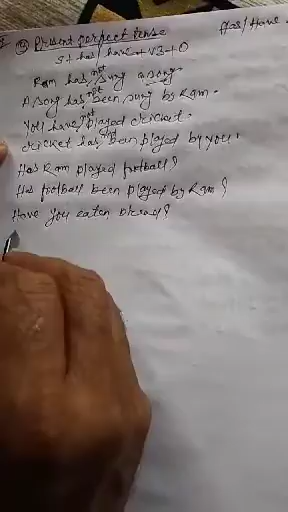 ② Present perfect tense Has/Have
S + has/have + V3 + O
Ram has not sung a song
A song has not been sung by Ram.
You have not played cricket.
cricket has not been played by you.
Has Ram played football?
Has football been played by Ram?
Have you eaten bread?